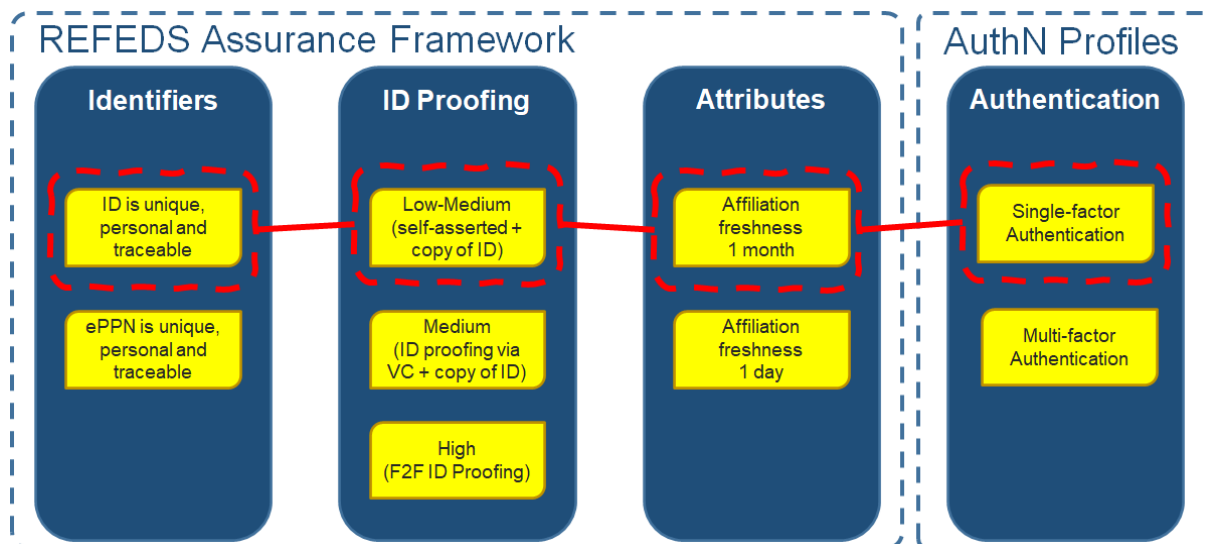 REFEDS Assurance Framework
AuthN Profiles
Identifiers
ID is unique,
personal and
traceable
ePPN is unique,
personal and
traceable
ID Proofing
Low-Medium
(self-asserted +
copy of ID)
Medium
(ID proofing via
VC + copy of ID)
High
(F2F ID Proofing)
Attributes
Affiliation
freshness
1 month
Affiliation
freshness
1 day
Authentication
Single-factor
Authentication
Multi-factor
Authentication